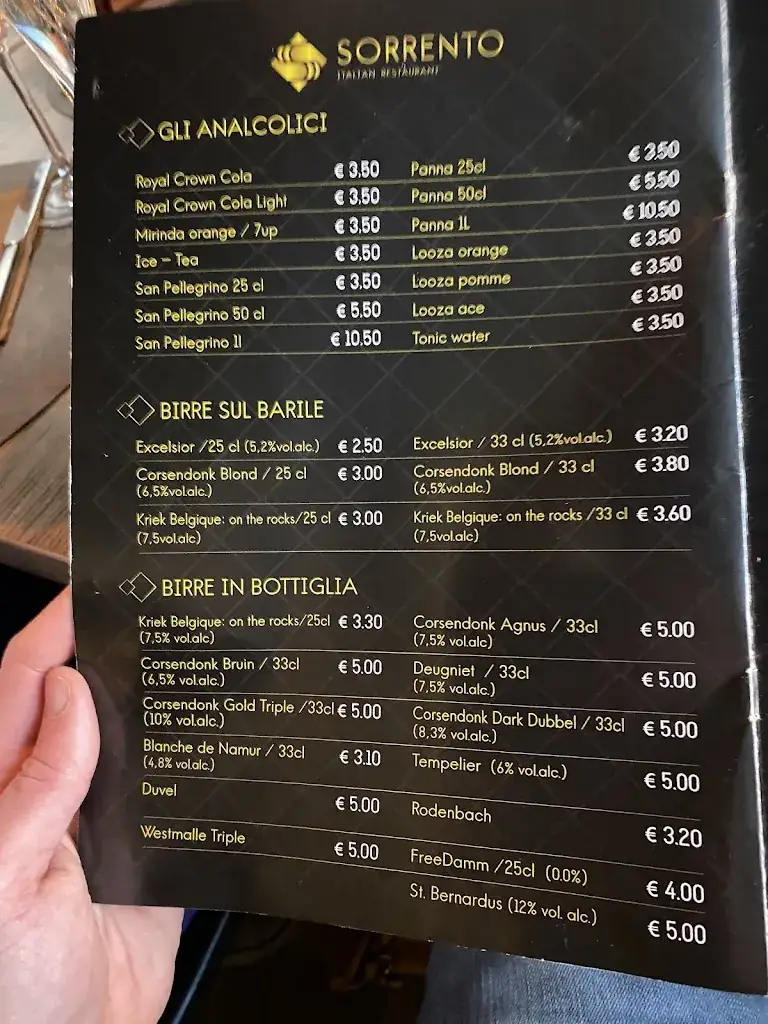 SORRENTO
ITALIAN RESTAURANT
GLI ANALCOLICI
Royal Crown Cola € 3.50
Royal Crown Cola Light € 3.50
Mirinda orange / 7up € 3.50
Ice - Tea € 3.50
San Pellegrino 25 cl € 3.50
San Pellegrino 50 cl € 5.50
San Pellegrino 1l € 10.50
Panna 25cl € 3.50
Panna 50cl € 5.50
Panna 1L € 10.50
Looza orange € 3.50
Looza pomme € 3.50
Looza ace € 3.50
Tonic water € 3.50
BIRRE SUL BARILE
Excelsior /25 cl (5,2%vol.alc.) € 2.50
Corsendonk Blond / 25 cl € 3.00
(6,5%vol.alc.)
Kriek Belgique: on the rocks/25 cl € 3.00
(7,5vol.alc)
Excelsior / 33 cl (5,2%vol.alc.) € 3.20
Corsendonk Blond / 33 cl € 3.80
(6,5%vol.alc.)
Kriek Belgique: on the rocks /33 cl € 3.60
(7,5vol.alc)
BIRRE IN BOTTIGLIA
Kriek Belgique: on the rocks/25cl € 3.30
(7,5% vol.alc)
Corsendonk Bruin / 33cl € 5.00
(6,5% vol.alc.)
Corsendonk Gold Triple /33cl € 5.00
(10% vol.alc.)
Blanche de Namur / 33cl € 3.10
(4,8% vol.alc.)
Duvel € 5.00
Westmalle Triple € 5.00
Corsendonk Agnus / 33cl € 5.00
(7,5% vol.alc)
Deugniet / 33cl € 5.00
(7,5% vol.alc.)
Corsendonk Dark Dubbel / 33cl € 5.00
(8,3% vol.alc.)
Tempelier (6% vol.alc.) € 5.00
Rodenbach € 3.20
FreeDamm /25cl (0.0%) € 4.00
St. Bernardus (12% vol. alc.) € 5.00